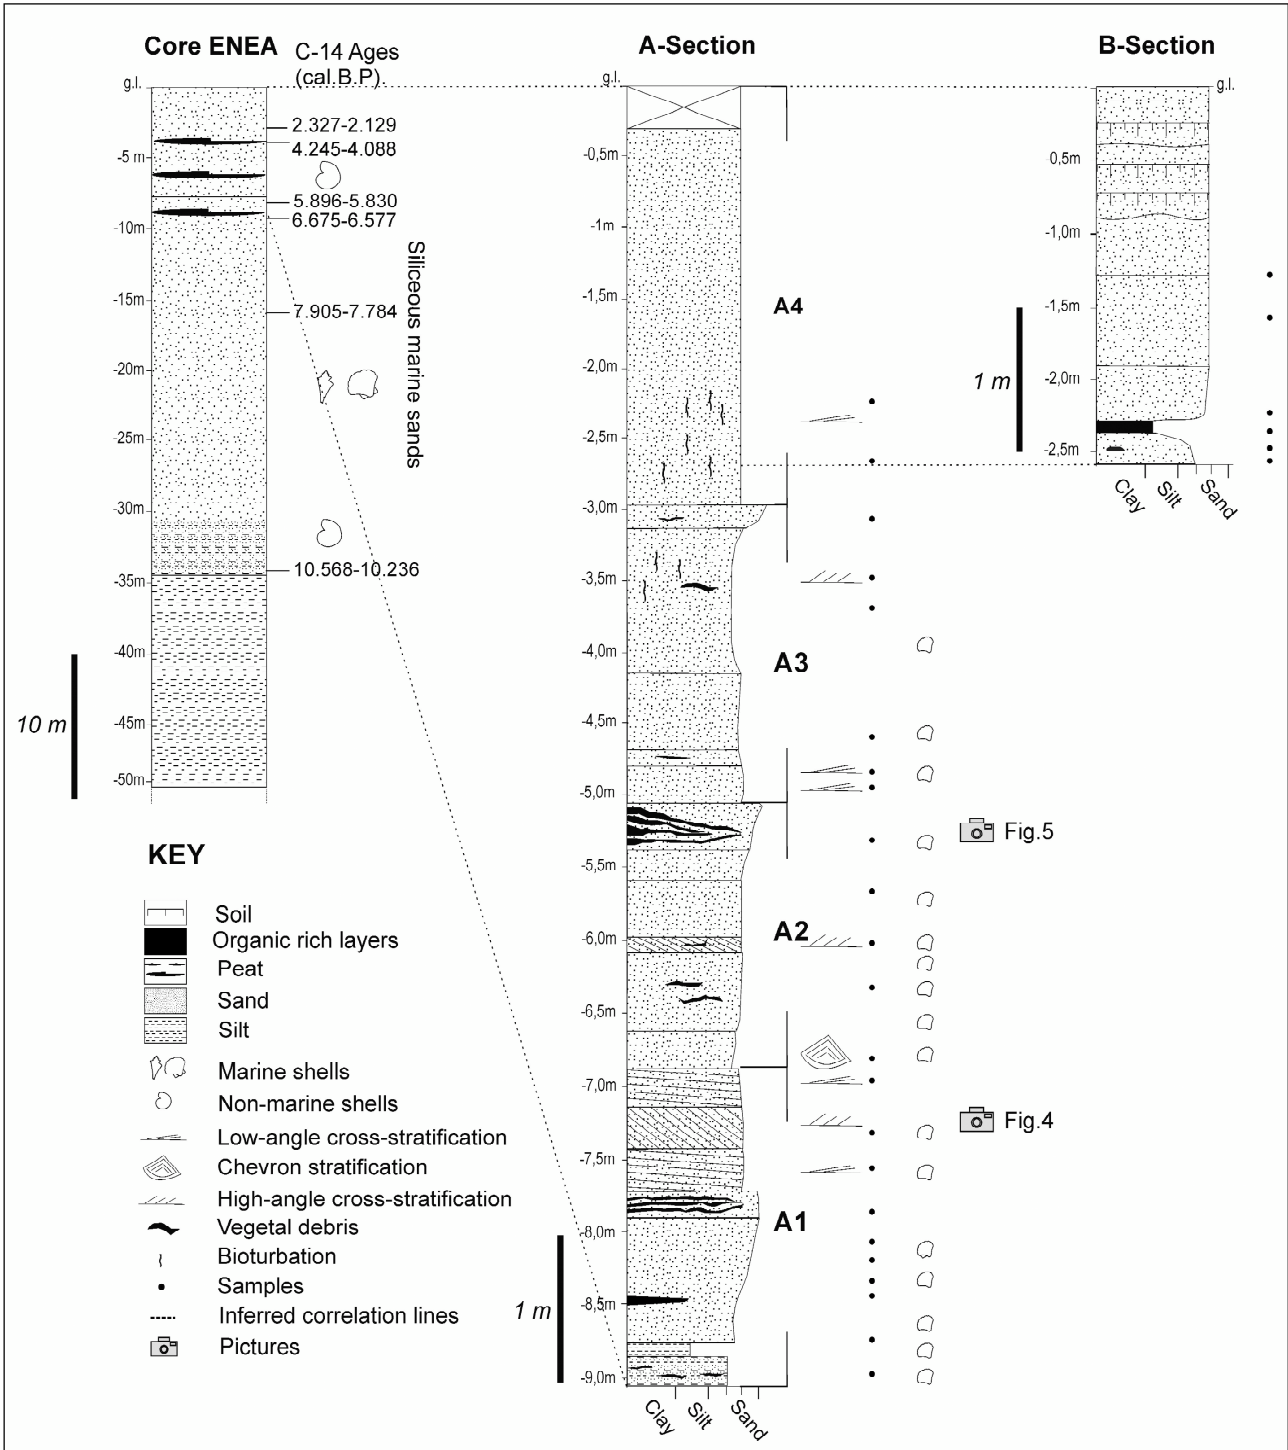 Core ENEA
C-14 Ages
(cal.B.P).
g.l.
2.327-2.129
4.245-4.088
-5 m
5.896-5.830
6.675-6.577
-10m
-15m
7.905-7.784
-20m
-25m
-30m
10.568-10.236
-35m
-40m
-45m
-50m
Siliceous marine sands
10 m
A-Section
g.l.
-0,5m
-1m
-1,5m
-2,0m
-2,5m
-3,0m
-3,5m
-4,0m
-4,5m
-5,0m
-5,5m
-6,0m
-6,5m
-7,0m
-7,5m
-8,0m
-8,5m
-9,0m
A4
A3
A2
A1
Fig.5
Fig.4
1 m
Clay
Silt
Sand
B-Section
g.l.
0,5m
-1,0m
-1,5m
-2,0m
-2,5m
1 m
Clay
Silt
Sand
KEY
Soil
Organic rich layers
Peat
Sand
Silt
Marine shells
Non-marine shells
Low-angle cross-stratification
Chevron stratification
High-angle cross-stratification
Vegetal debris
Bioturbation
Samples
Inferred correlation lines
Pictures